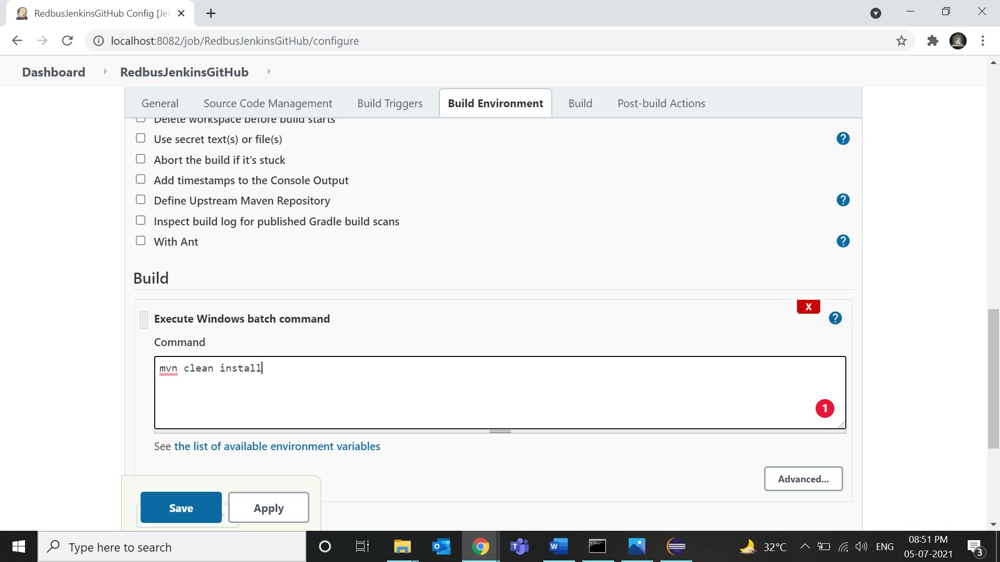 RedbusJenkinsGitHub Config [Jer
localhost:8082/job/RedbusJenkinsGitHub/configure
Dashboard RedbusJenkinsGitHub
General Source Code Management Build Triggers Build Environment Build Post-build Actions
Delete workspace before build starts
Use secret text(s) or file(s)
?
Abort the build if it's stuck
Add timestamps to the Console Output
Define Upstream Maven Repository
?
Inspect build log for published Gradle build scans
With Ant
?
Build
X
Execute Windows batch command
?
Command
mvn clean install
1
See the list of available environment variables
Advanced...
Save Apply
Type here to search
32°C
ENG
08:51 PM
05-07-2021
3